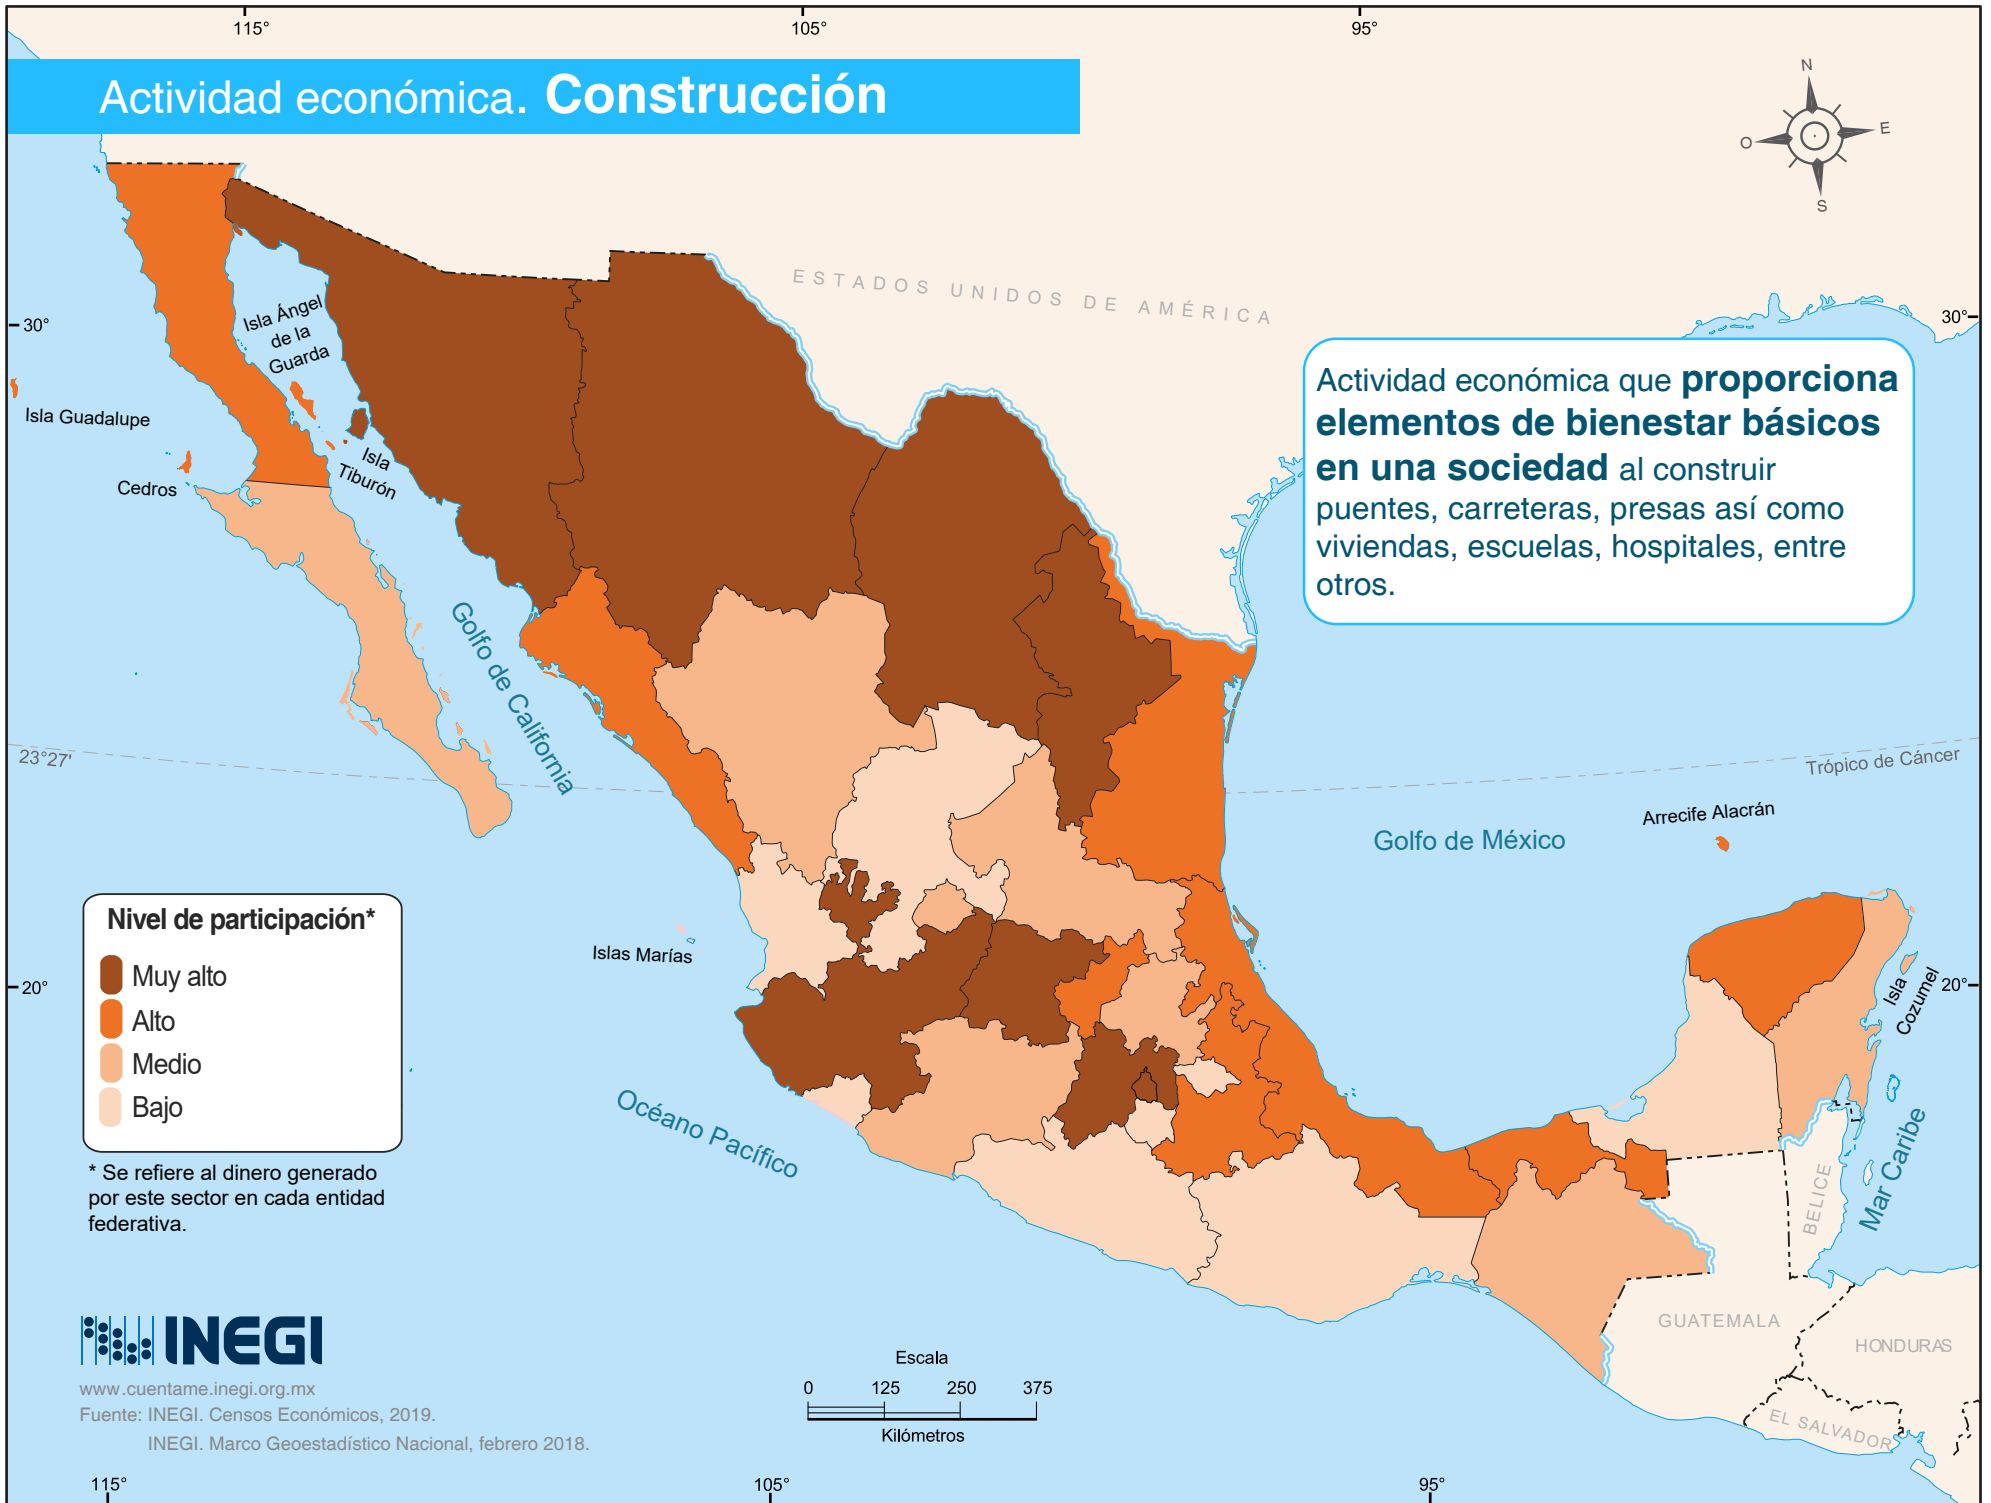 115°
105°
95°
Actividad económica. Construcción
N
O
E
S
ESTADOS UNIDOS DE AMÉRICA
30°
30°
Isla Ángel
de la
Guarda
Isla Guadalupe
Isla
Tiburón
Cedros
Actividad económica que proporciona
elementos de bienestar básicos
en una sociedad al construir
puentes, carreteras, presas así como
viviendas, escuelas, hospitales, entre
otros.
Golfo de California
23°27'
Trópico de Cáncer
Arrecife Alacrán
Golfo de México
Nivel de participación*
Muy alto
Alto
Medio
Bajo
Islas Marías
20°
20°
Isla
Cozumel
Océano Pacífico
Mar Caribe
BELICE
* Se refiere al dinero generado
por este sector en cada entidad
federativa.
GUATEMALA
HONDURAS
EL SALVADOR
INEGI
www.cuentame.inegi.org.mx
Fuente: INEGI. Censos Económicos, 2019.
INEGI. Marco Geoestadístico Nacional, febrero 2018.
Escala
0 125 250 375
Kilómetros
115°
105°
95°